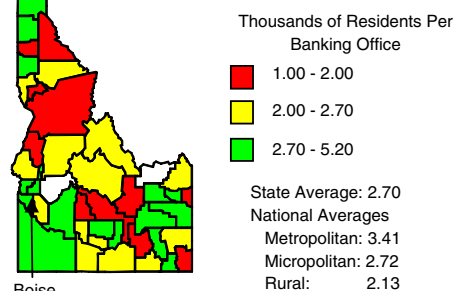 Thousands of Residents Per
Banking Office
1.00 - 2.00
2.00 - 2.70
2.70 - 5.20
State Average: 2.70
National Averages
Metropolitan: 3.41
Micropolitan: 2.72
Rural: 2.13
Boise